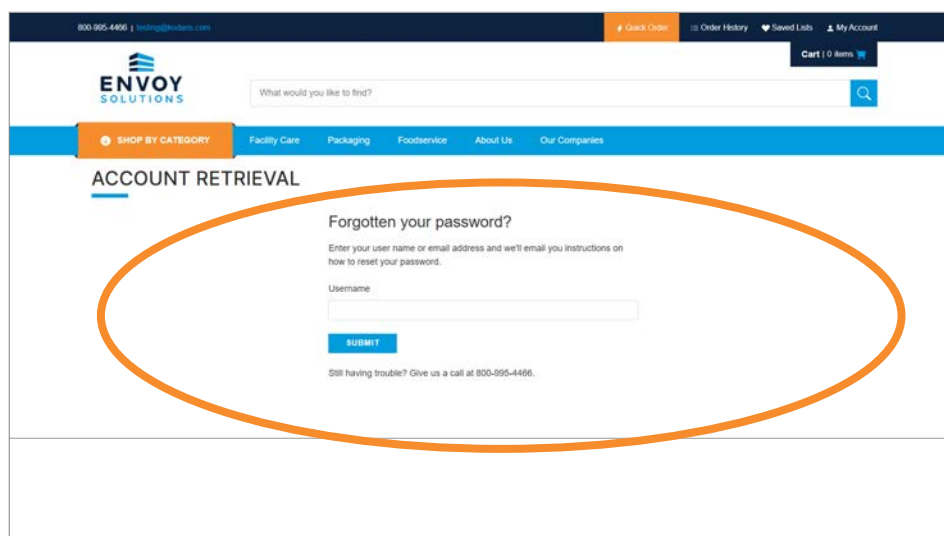 800-995-4466 | testing@kodaris.com
Quick Order
Order History
Saved Lists
My Account
Cart | 0 items
ENVOY
SOLUTIONS
What would you like to find?
SHOP BY CATEGORY
Facility Care
Packaging
Foodservice
About Us
Our Companies
ACCOUNT RETRIEVAL
Forgotten your password?
Enter your user name or email address and we'll email you instructions on
how to reset your password.
Username
SUBMIT
Still having trouble? Give us a call at 800-995-4466.